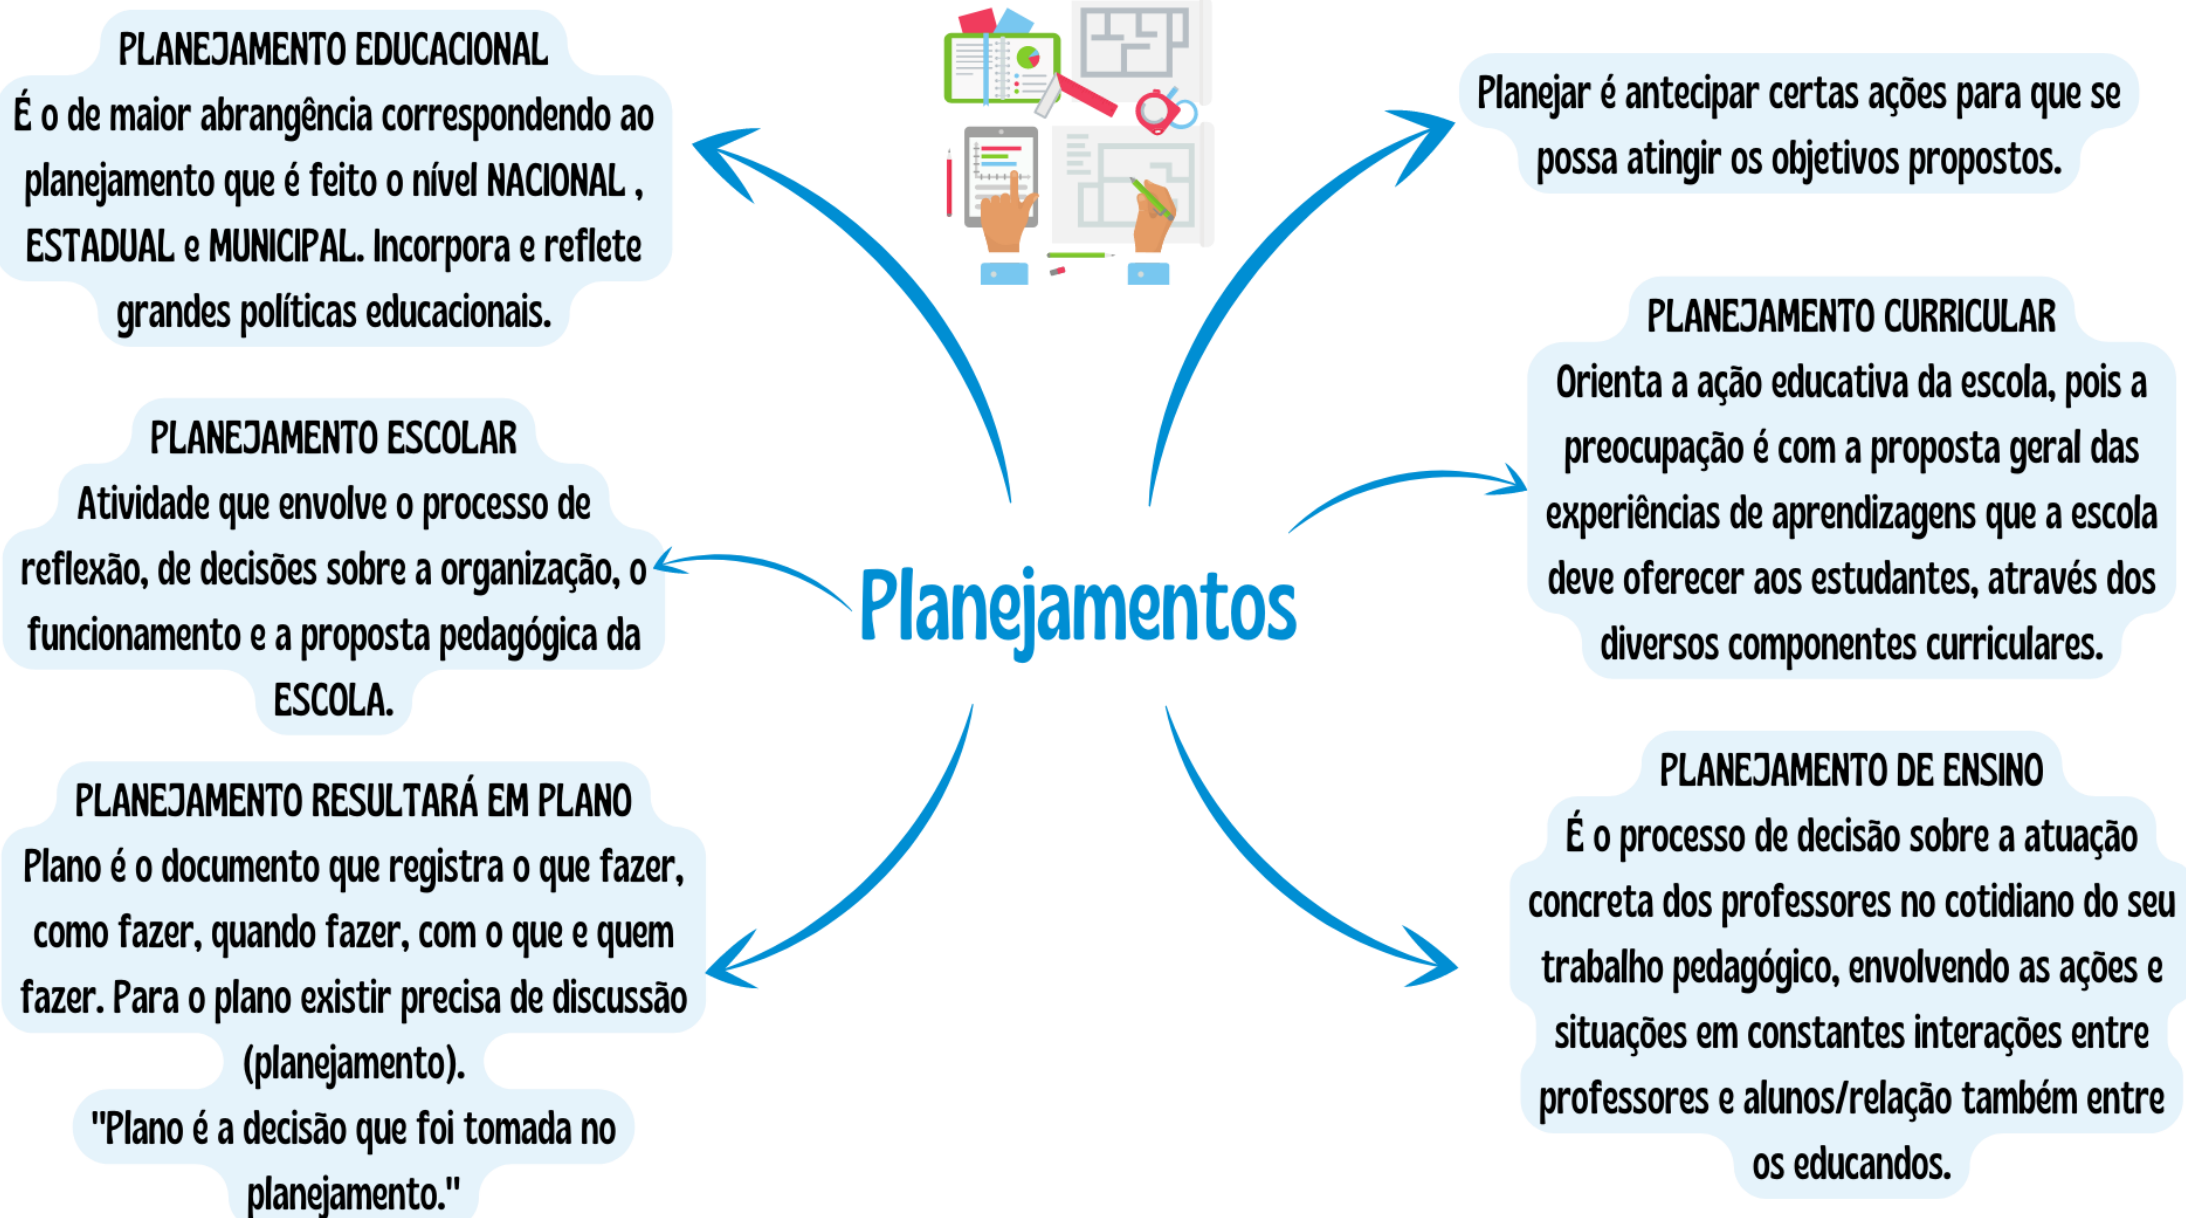 PLANEJAMENTO EDUCACIONAL
É o de maior abrangência correspondendo ao
planejamento que é feito o nível NACIONAL ,
ESTADUAL e MUNICIPAL. Incorpora e reflete
grandes políticas educacionais.
PLANEJAMENTO ESCOLAR
Atividade que envolve o processo de
reflexão, de decisões sobre a organização, o
funcionamento e a proposta pedagógica da
ESCOLA.
PLANEJAMENTO RESULTARÁ EM PLANO
Plano é o documento que registra o que fazer,
como fazer, quando fazer, com o que e quem
fazer. Para o plano existir precisa de discussão
(planejamento).
"Plano é a decisão que foi tomada no
planejamento."
Planejamentos
Planejar é antecipar certas ações para que se
possa atingir os objetivos propostos.
PLANEJAMENTO CURRICULAR
Orienta a ação educativa da escola, pois a
preocupação é com a proposta geral das
experiências de aprendizagens que a escola
deve oferecer aos estudantes, através dos
diversos componentes curriculares.
PLANEJAMENTO DE ENSINO
É o processo de decisão sobre a atuação
concreta dos professores no cotidiano do seu
trabalho pedagógico, envolvendo as ações e
situações em constantes interações entre
professores e alunos/relação também entre
os educandos.